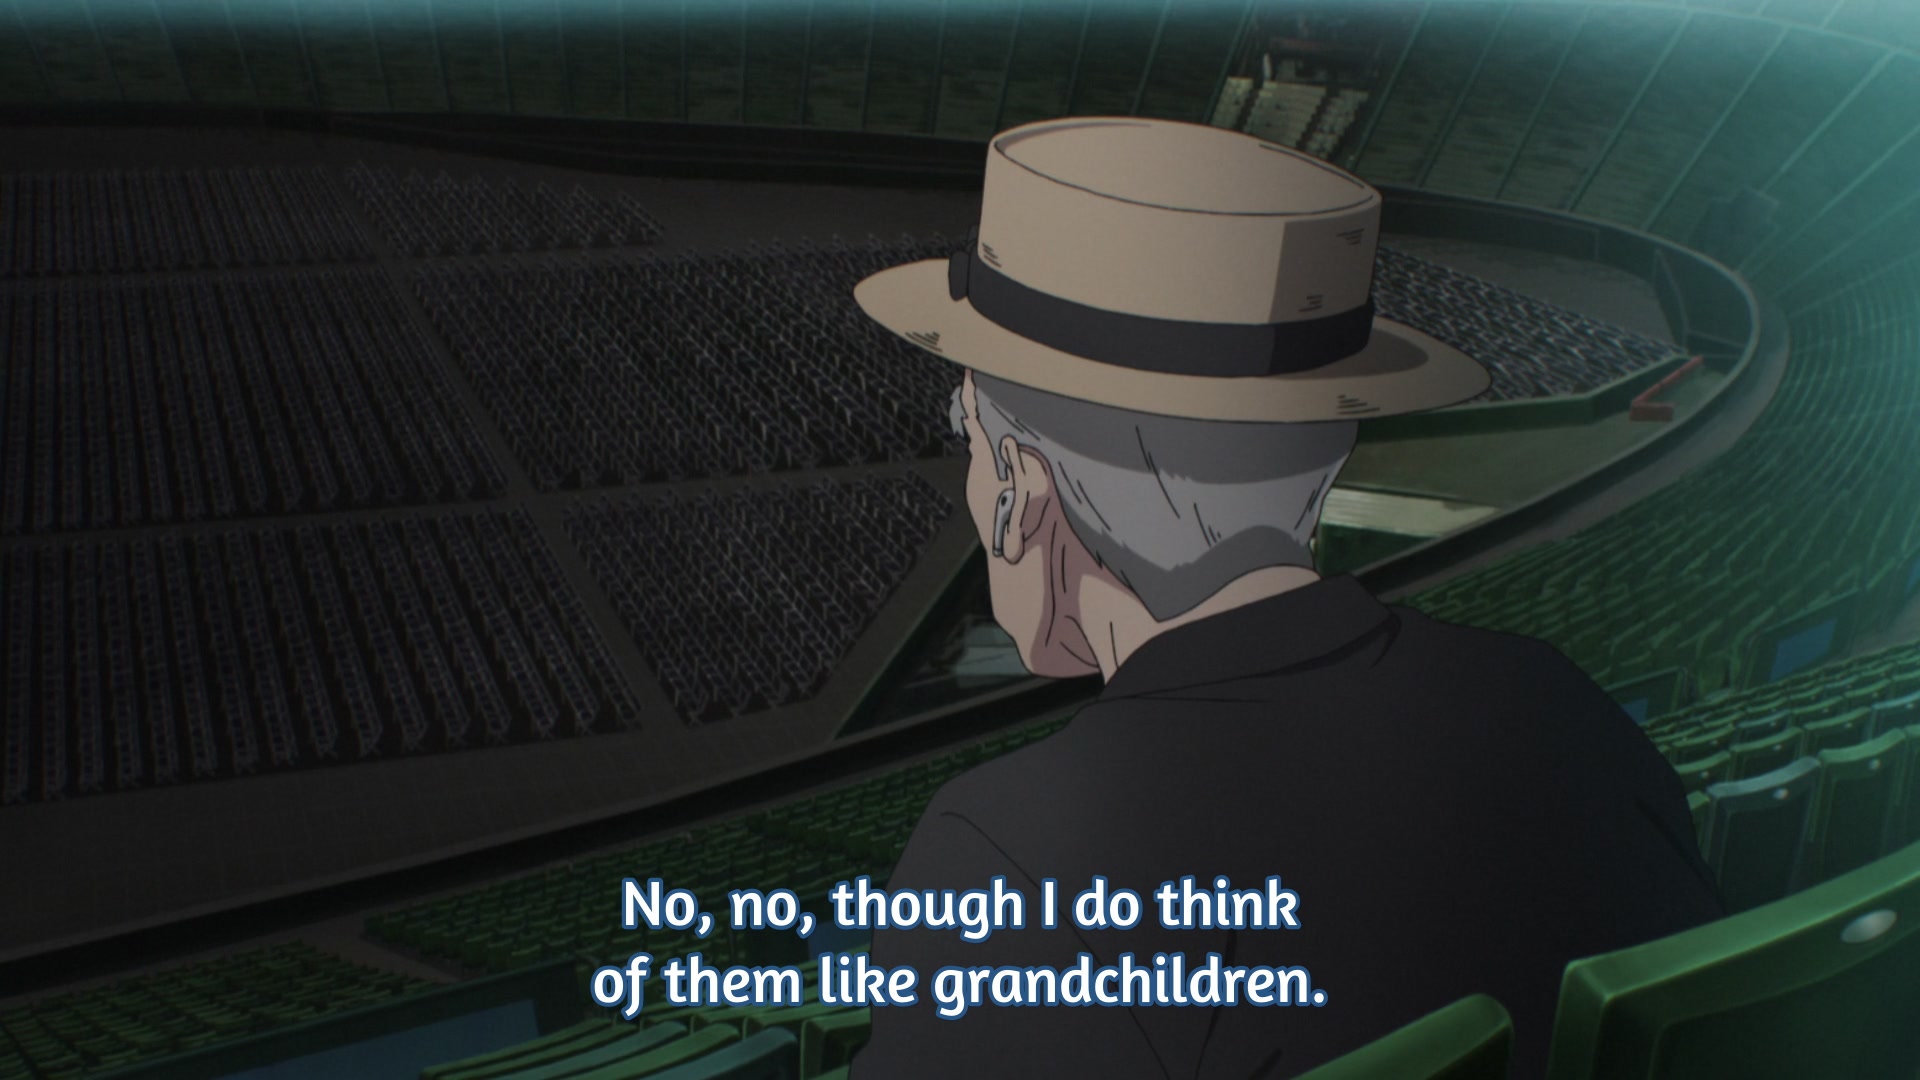 No, no, though I do think
of them like grandchildren.